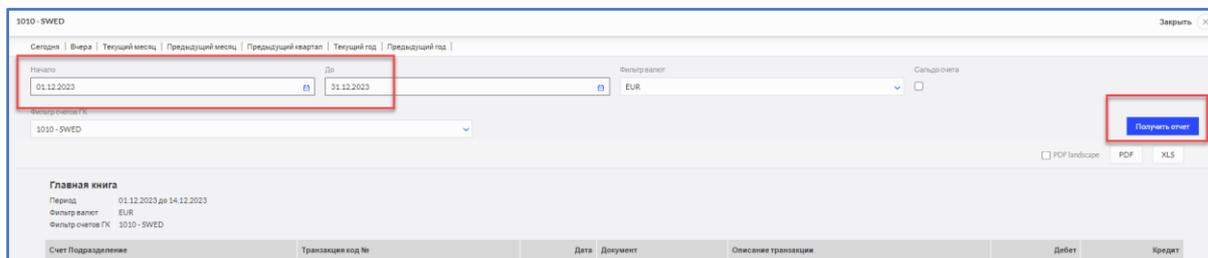 1010 - SWED Закрыть
Сегодня | Вчера | Текущий месяц | Предыдущий месяц | Предыдущий квартал | Текущий год | Предыдущий год |
Начало До Фильтр валют Сальдо счета
01.12.2023 31.12.2023 EUR
Фильтр счетов ГК
1010 - SWED Получить отчет
PDF landscape PDF XLS
Главная книга
Период 01.12.2023 до 14.12.2023
Фильтр валют EUR
Фильтр счетов ГК 1010 - SWED
Счет Подразделение Транзакция код № Дата Документ Описание транзакции Дебет Кредит